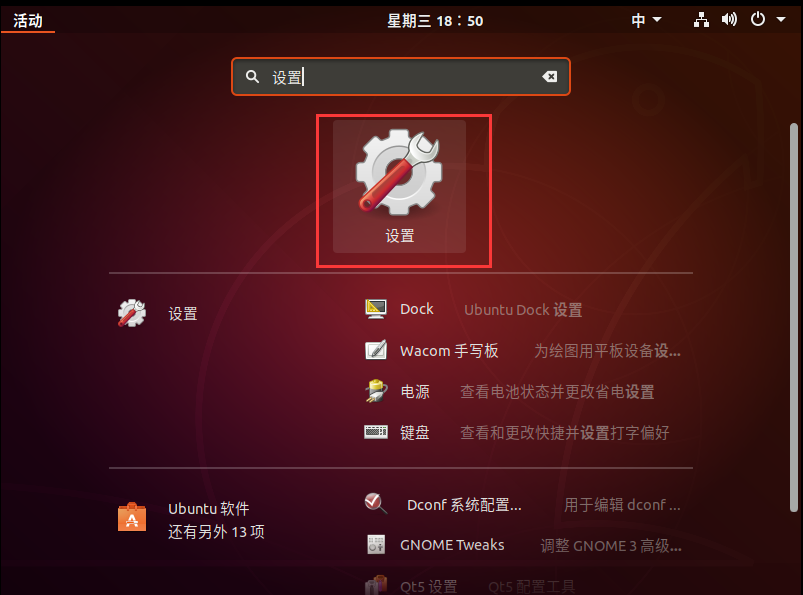 活动
星期三 18：50
中
设置
设置
设置
Dock Ubuntu Dock 设置
Wacom 手写板 为绘图用平板设备设...
电源 查看电池状态并更改省电设置
键盘 查看和更改快捷并设置打字偏好
Ubuntu 软件
还有另外 13 项
Dconf 系统配置... 用于编辑 dconf ...
GNOME Tweaks 调整 GNOME 3 高级...
Qt5 设置 Qt5 配置工具